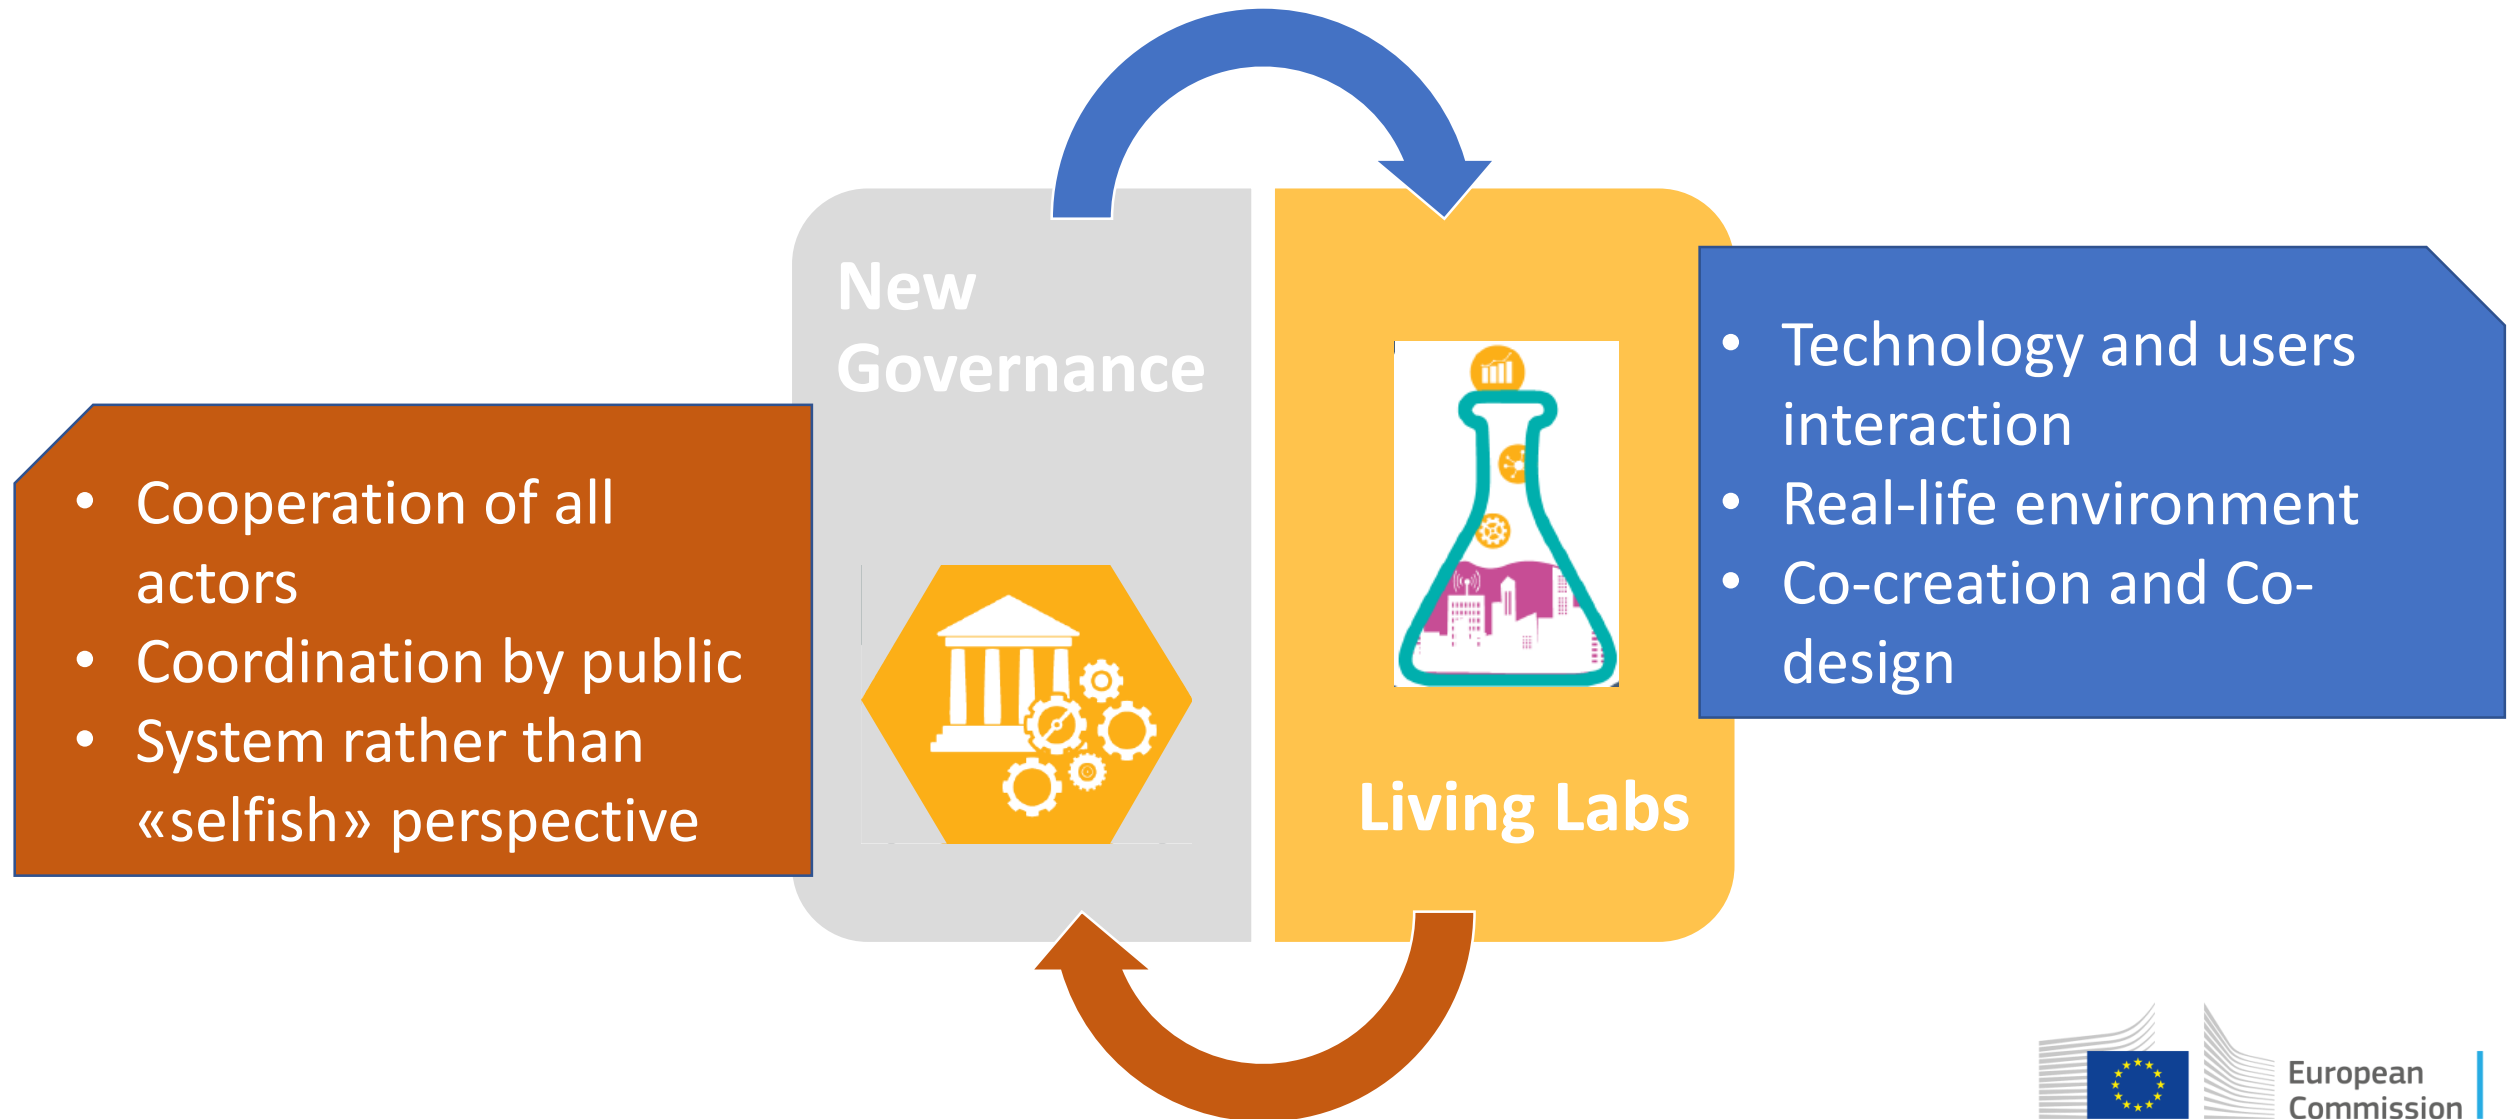 New
Governance
• Cooperation of all
actors
• Coordination by public
• System rather than
«selfish» perspective
• Technology and users
interaction
• Real-life environment
• Co-creation and Co-
design
Living Labs
European
Commission